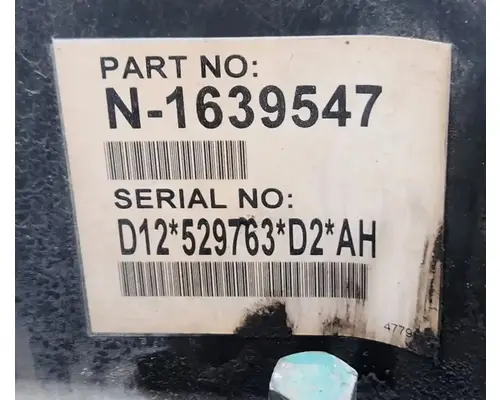 PART NO:
N-1639547
SERIAL NO:
D12*529763*D2*AH